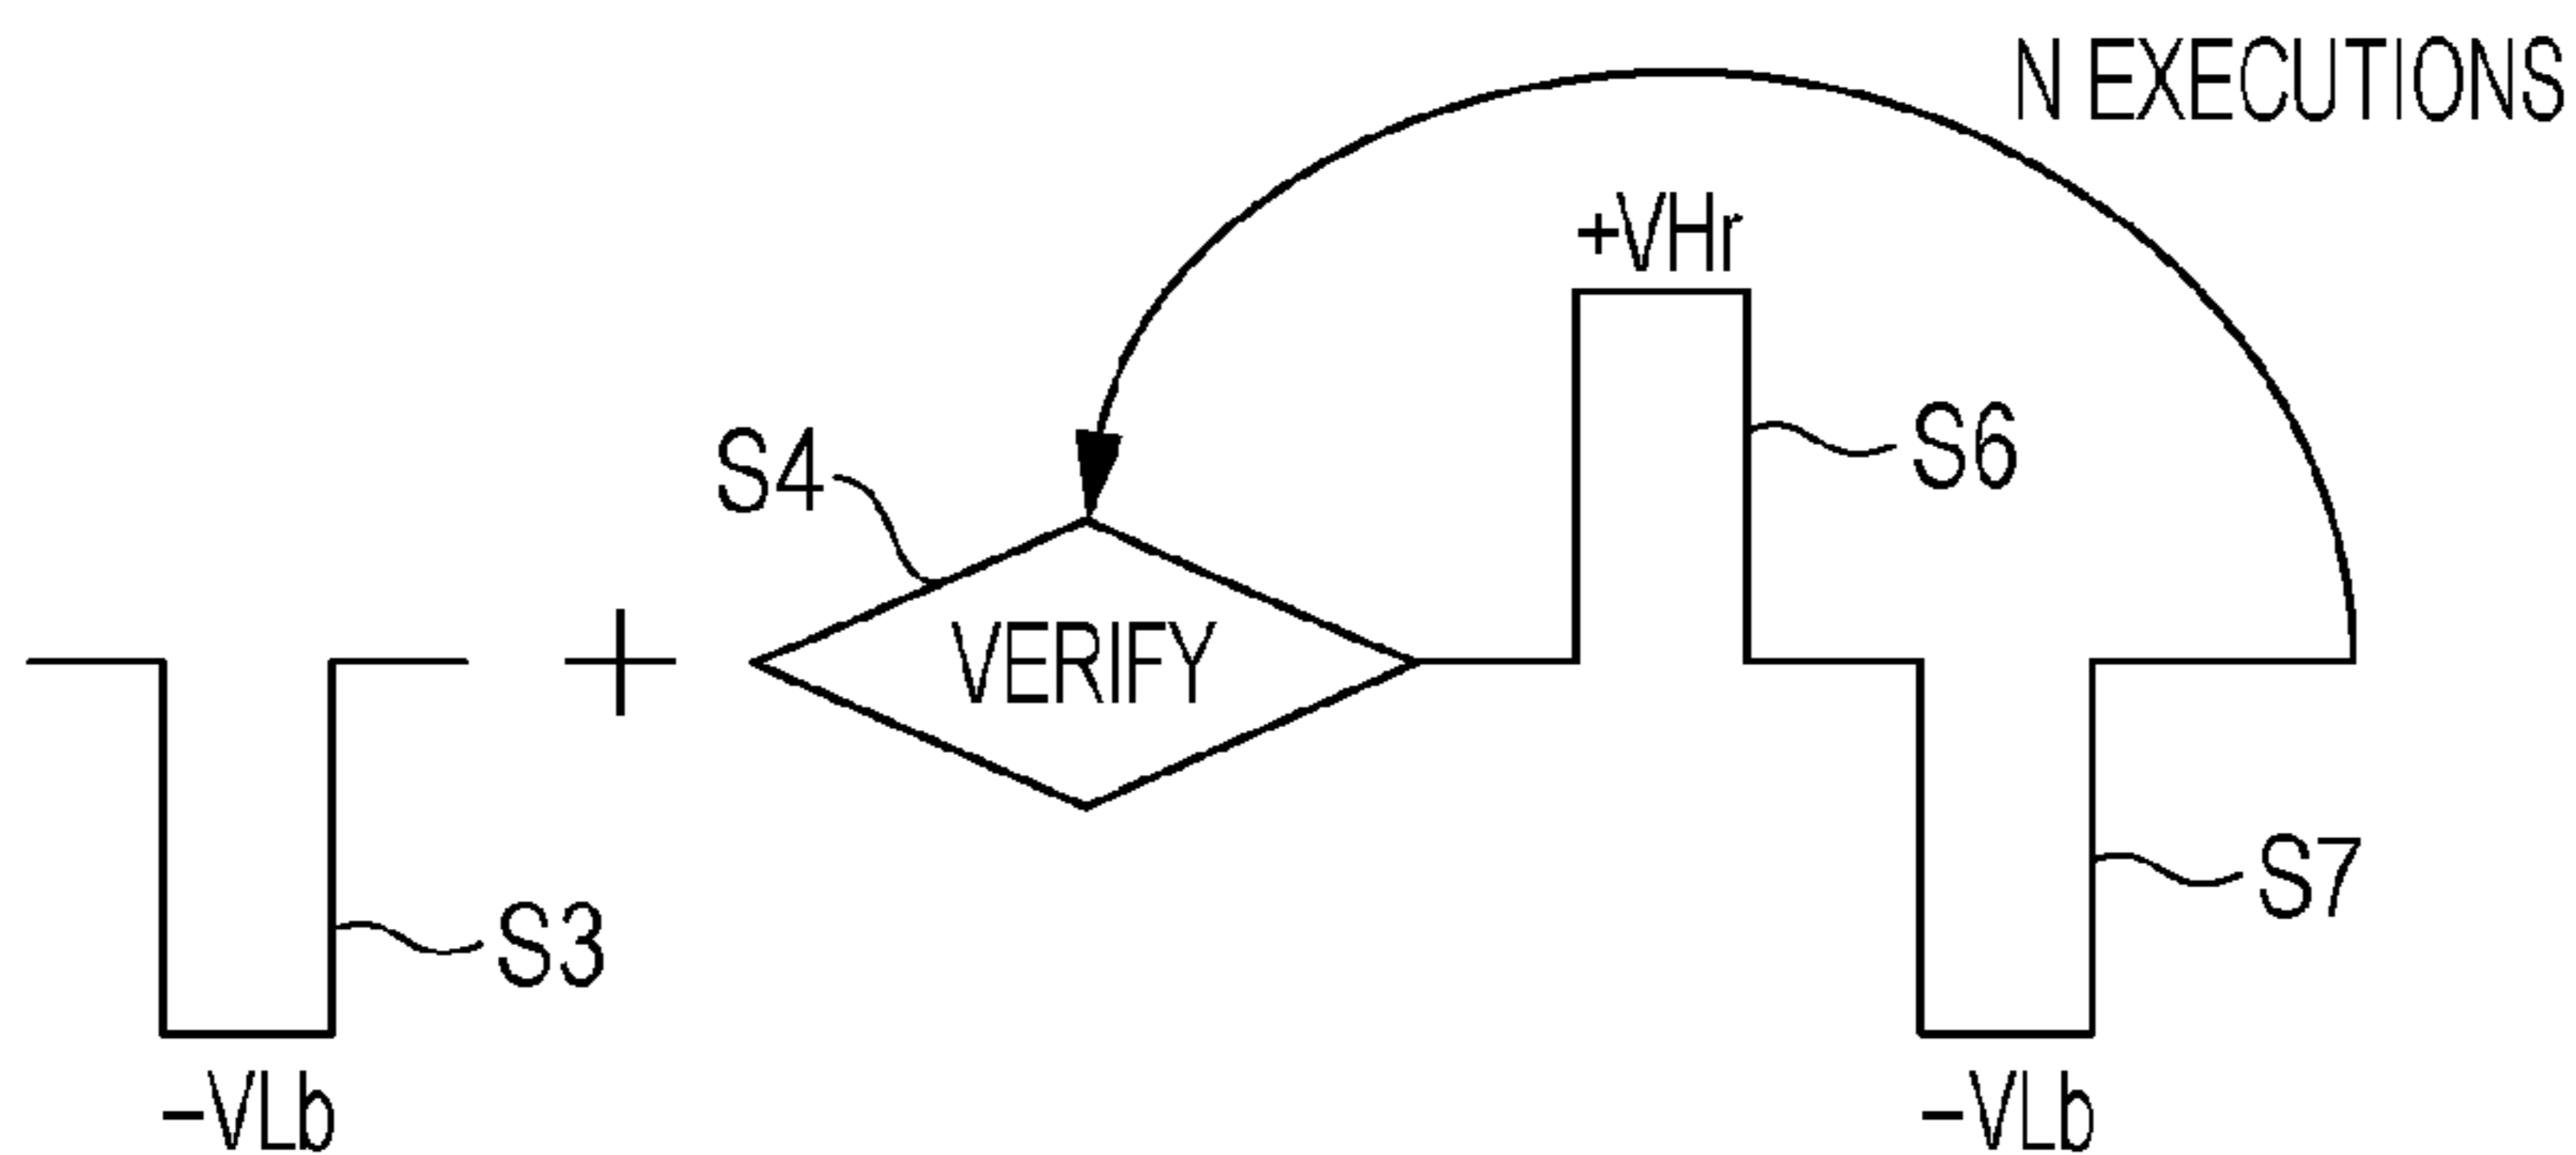 N EXECUTIONS
+VHr
S4
S6
VERIFY
S3
S7
−VLb
−VLb